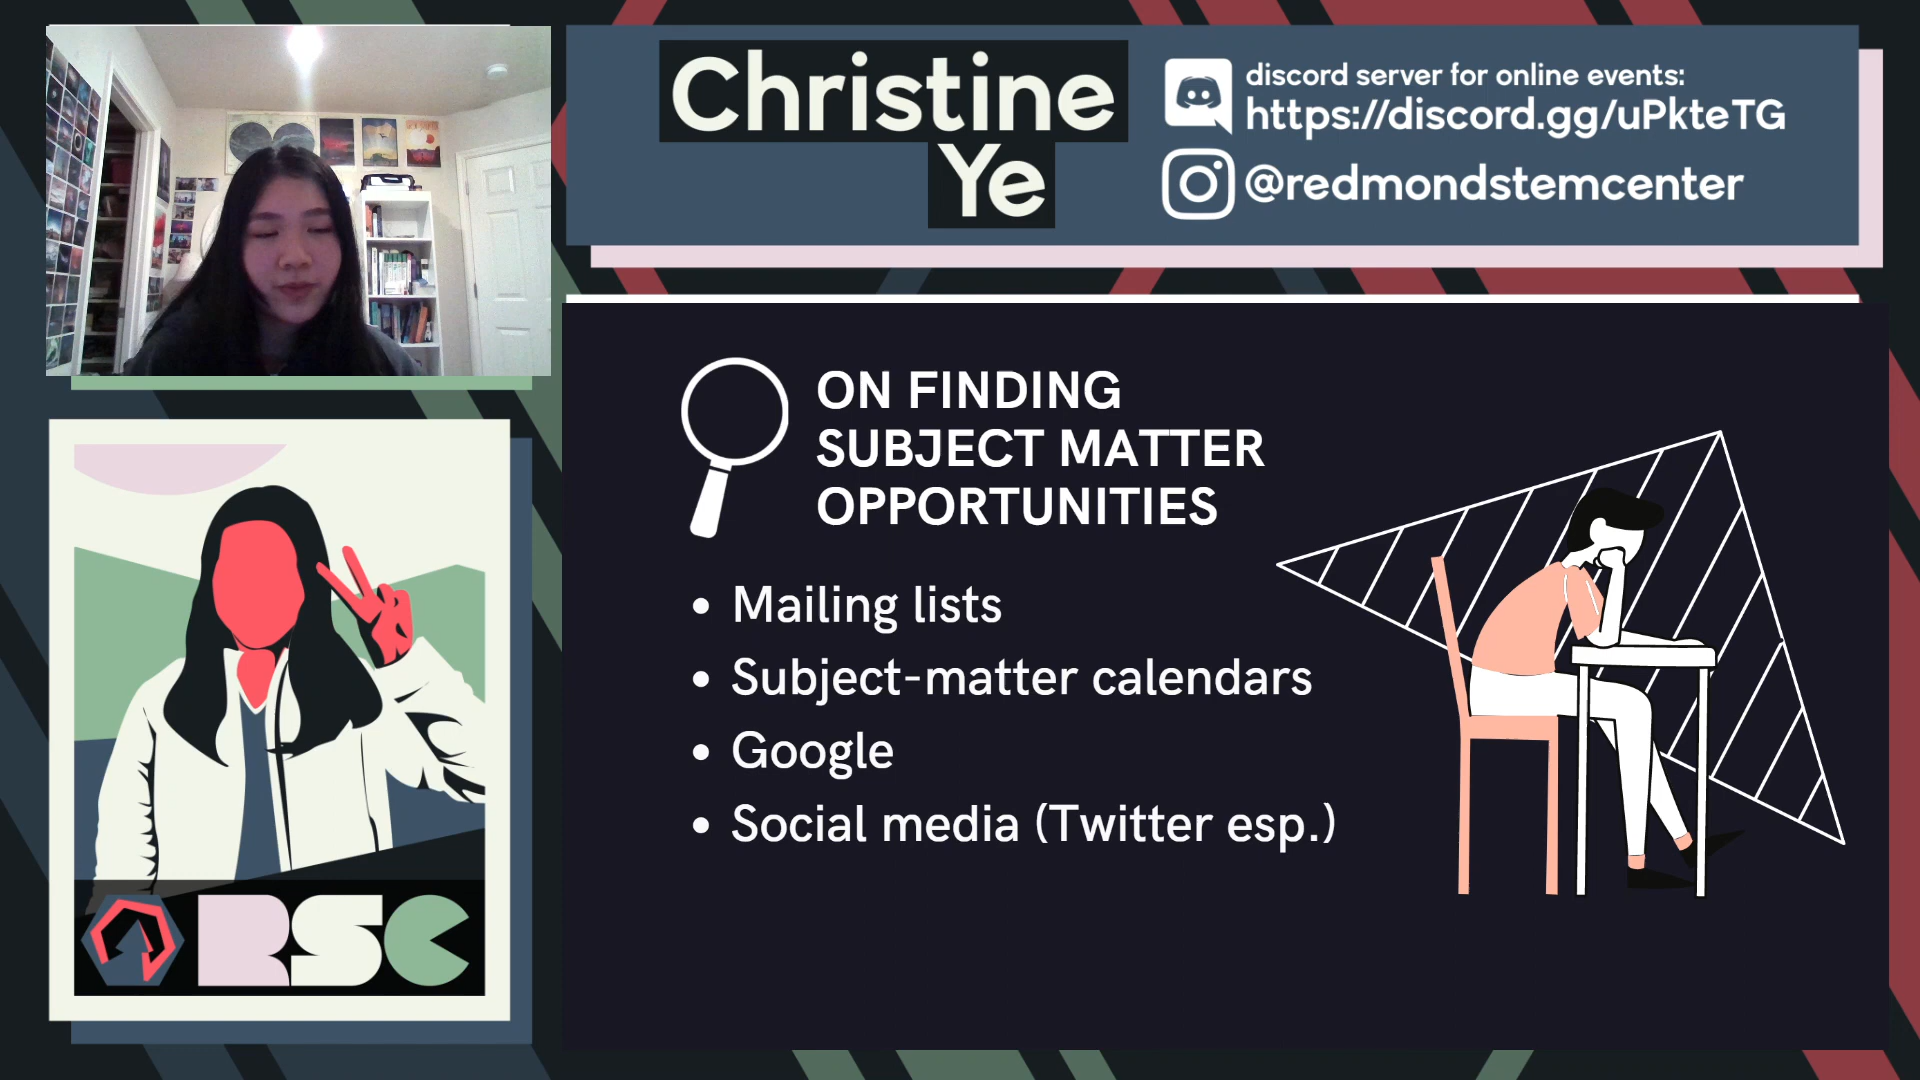 Christine
Ye
discord server for online events:
https://discord.gg/uPkteTG
@redmondstemcenter
ON FINDING
SUBJECT MATTER
OPPORTUNITIES
• Mailing lists
• Subject-matter calendars
• Google
• Social media (Twitter esp.)
RSC